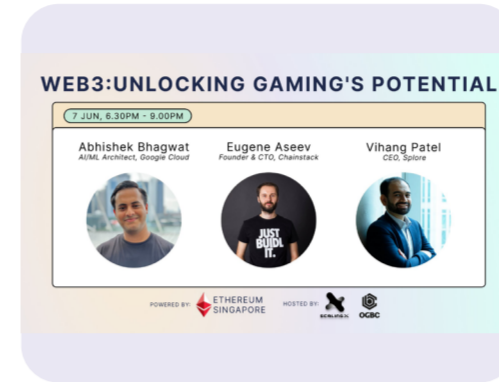 WEB3:UNLOCKING GAMING'S POTENTIAL
7 JUN, 6.30PM - 9.00PM
Abhishek Bhagwat
AI/ML Architect, Google Cloud
Eugene Aseev
Founder & CTO, Chainstack
Vihang Patel
CEO, Splore
JUST
BUIDL
IT.
POWERED BY:
ETHEREUM
SINGAPORE
HOSTED BY:
OGBC